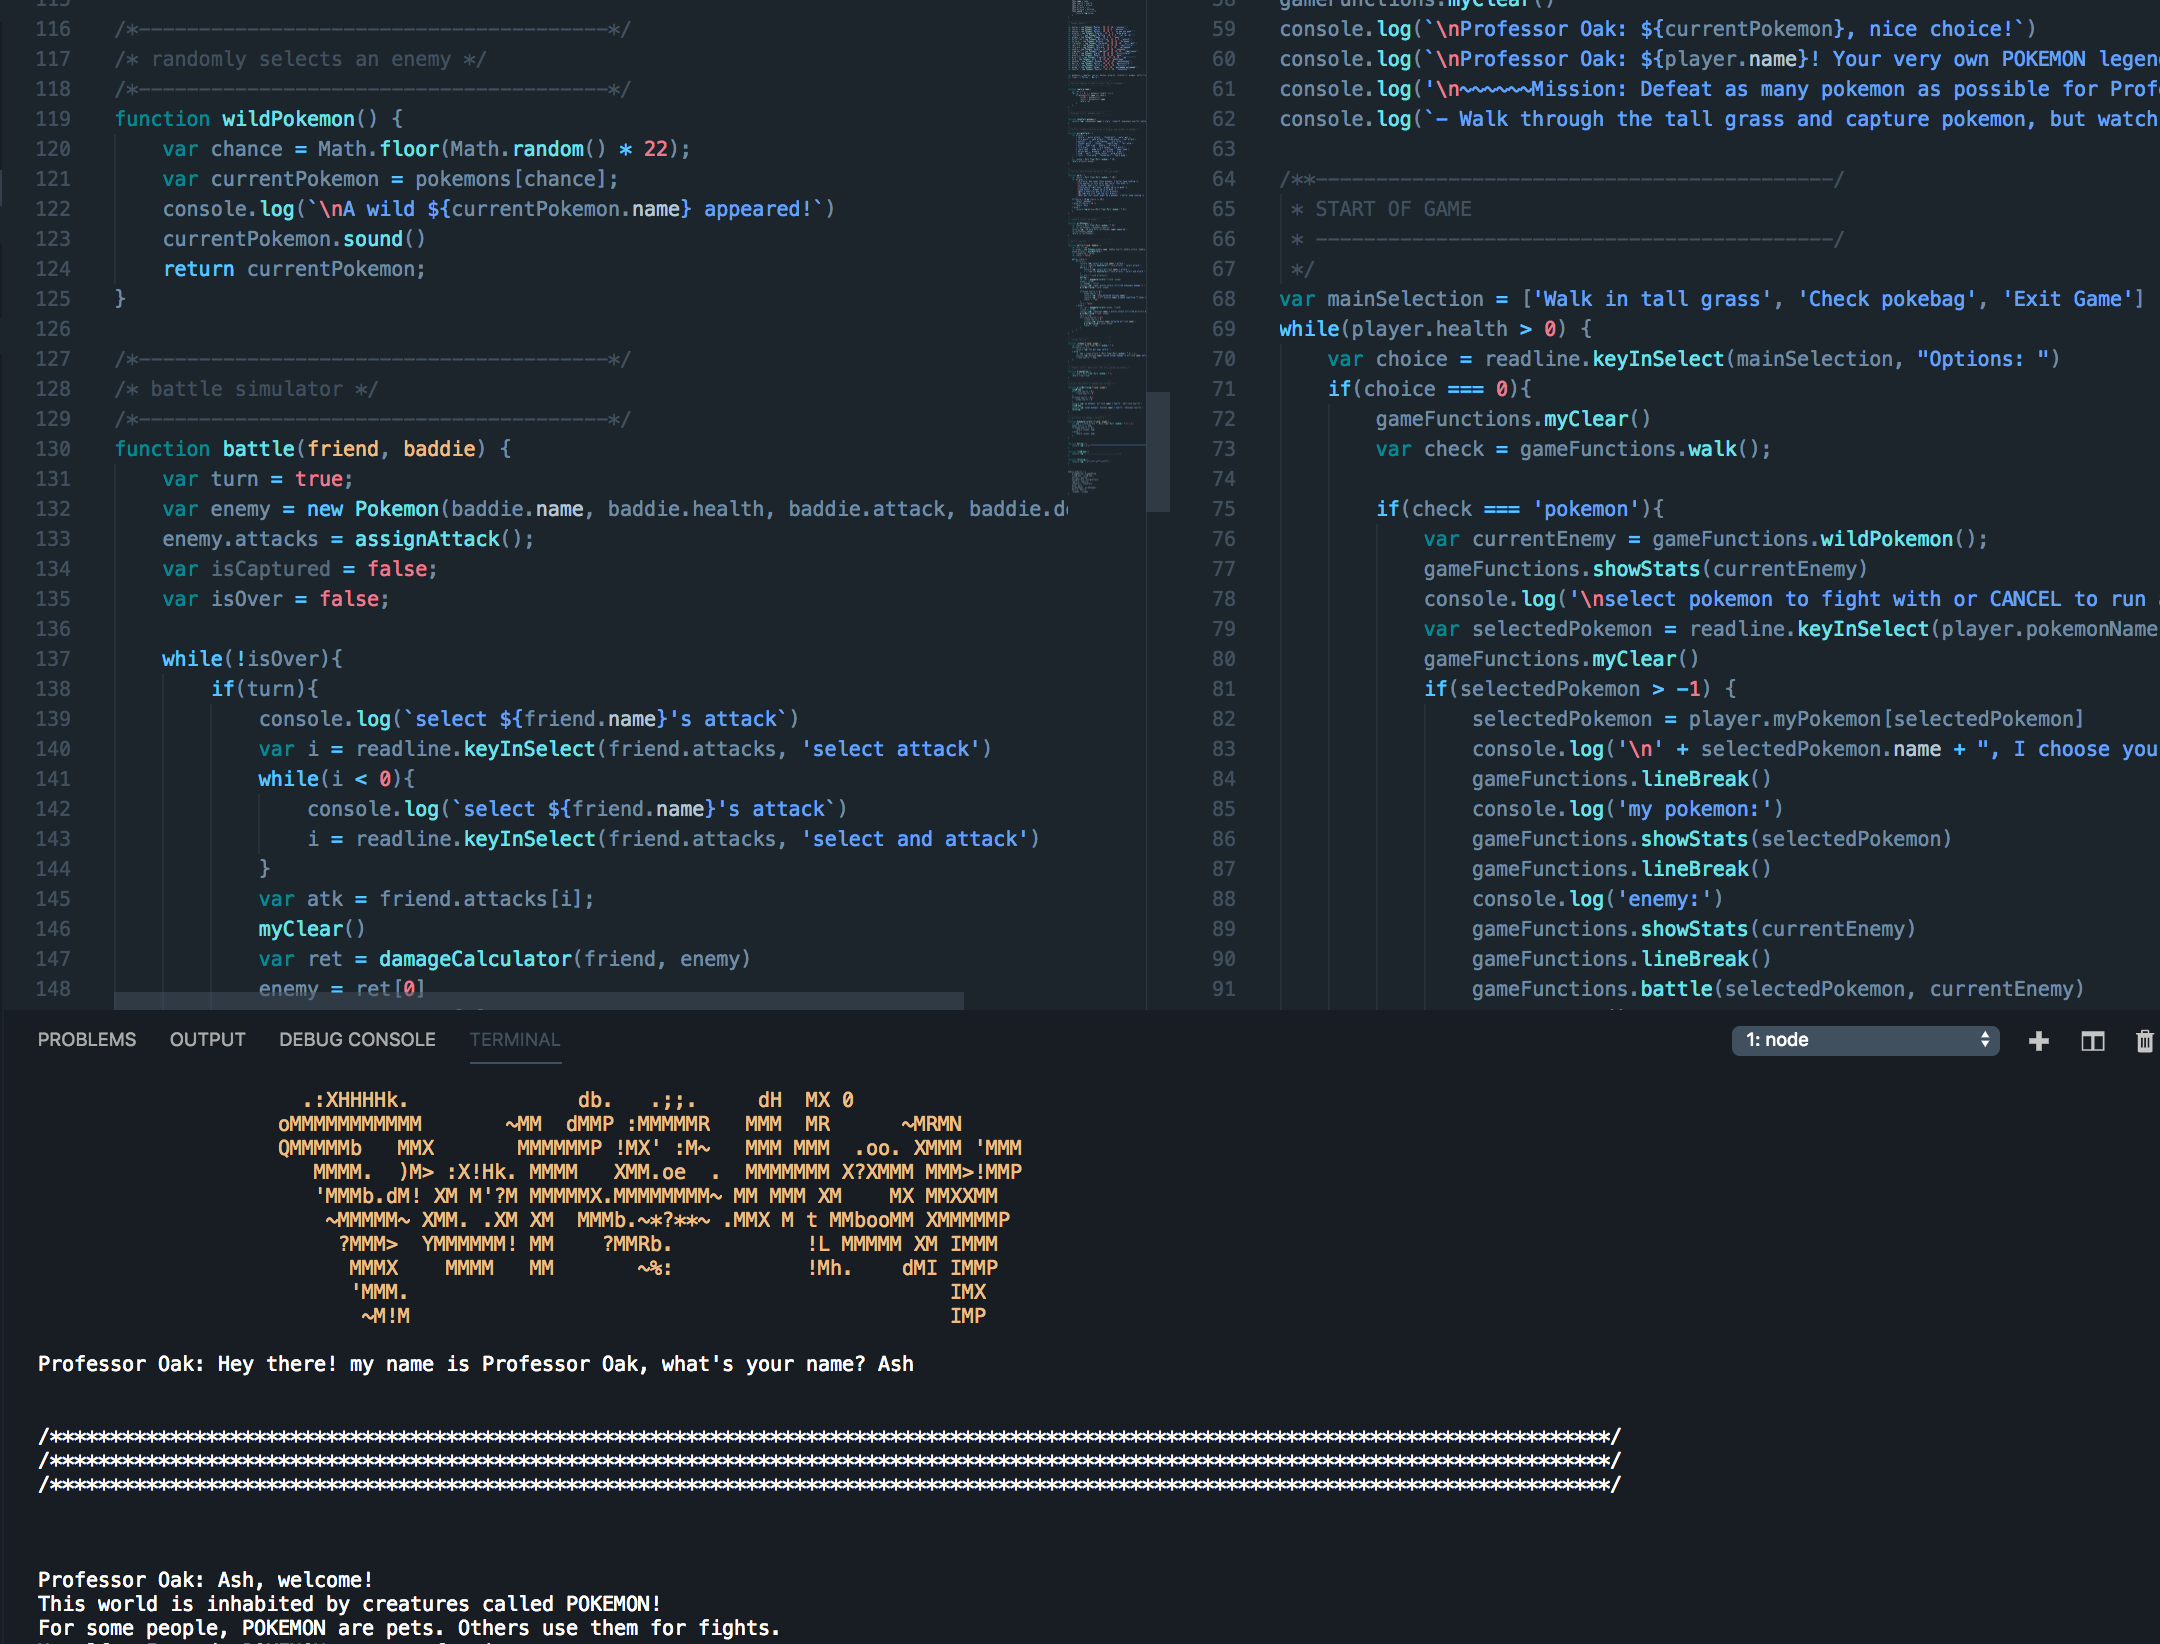 115
116 /*---------------------------------------*/
117 /* randomly selects an enemy */
118 /*---------------------------------------*/
119 function wildPokemon() {
120     var chance = Math.floor(Math.random() * 22);
121     var currentPokemon = pokemons[chance];
122     console.log(`\nA wild ${currentPokemon.name} appeared!`)
123     currentPokemon.sound()
124     return currentPokemon;
125 }
126
127 /*---------------------------------------*/
128 /* battle simulator */
129 /*---------------------------------------*/
130 function battle(friend, baddie) {
131     var turn = true;
132     var enemy = new Pokemon(baddie.name, baddie.health, baddie.attack, baddie.de
133     enemy.attacks = assignAttack();
134     var isCaptured = false;
135     var isOver = false;
136
137     while(!isOver){
138         if(turn){
139             console.log(`select ${friend.name}'s attack`)
140             var i = readline.keyInSelect(friend.attacks, 'select attack')
141             while(i < 0){
142                 console.log(`select ${friend.name}'s attack`)
143                 i = readline.keyInSelect(friend.attacks, 'select and attack')
144             }
145             var atk = friend.attacks[i];
146             myClear()
147             var ret = damageCalculator(friend, enemy)
148             enemy = ret[0]
58 gameFunctions.myClear()
59 console.log(`\nProfessor Oak: ${currentPokemon}, nice choice!`)
60 console.log(`\nProfessor Oak: ${player.name}! Your very own POKEMON legen
61 console.log('\n~~~~~~Mission: Defeat as many pokemon as possible for Prof
62 console.log(`- Walk through the tall grass and capture pokemon, but watch
63
64 /**-------------------------------------------/
65  * START OF GAME
66  * -------------------------------------------/
67  */
68 var mainSelection = ['Walk in tall grass', 'Check pokebag', 'Exit Game']
69 while(player.health > 0) {
70     var choice = readline.keyInSelect(mainSelection, "Options: ")
71     if(choice === 0){
72         gameFunctions.myClear()
73         var check = gameFunctions.walk();
74
75         if(check === 'pokemon'){
76             var currentEnemy = gameFunctions.wildPokemon();
77             gameFunctions.showStats(currentEnemy)
78             console.log('\nselect pokemon to fight with or CANCEL to run
79             var selectedPokemon = readline.keyInSelect(player.pokemonName
80             gameFunctions.myClear()
81             if(selectedPokemon > -1) {
82                 selectedPokemon = player.myPokemon[selectedPokemon]
83                 console.log('\n' + selectedPokemon.name + ", I choose you
84                 gameFunctions.lineBreak()
85                 console.log('my pokemon:')
86                 gameFunctions.showStats(selectedPokemon)
87                 gameFunctions.lineBreak()
88                 console.log('enemy:')
89                 gameFunctions.showStats(currentEnemy)
90                 gameFunctions.lineBreak()
91                 gameFunctions.battle(selectedPokemon, currentEnemy)
PROBLEMS OUTPUT DEBUG CONSOLE TERMINAL 1: node
                      .:XHHHHk.              db.   .;;.     dH  MX 0
                    oMMMMMMMMMMM       ~MM  dMMP :MMMMMR   MMM  MR      ~MRMN
                    QMMMMMb   MMX       MMMMMMP !MX' :M~   MMM MMM  .oo. XMMM 'MMM
                       MMMM.  )M> :X!Hk. MMMM   XMM.oe  .  MMMMMMM X?XMMM MMM>!MMP
                       'MMMb.dM! XM M'?M MMMMMX.MMMMMMMM~ MM MMM XM    MX MMXXMM
                        ~MMMMM~ XMM. .XM XM  MMMb.~*?**~ .MMX M t MMbooMM XMMMMMP
                         ?MMM>  YMMMMMM! MM    ?MMRb.           !L MMMMM XM IMMM
                          MMMX    MMMM   MM       ~%:           !Mh.    dMI IMMP
                          'MMM.                                             IMX
                           ~M!M                                             IMP
Professor Oak: Hey there! my name is Professor Oak, what's your name? Ash
/**********************************************************************************************************************************/
/**********************************************************************************************************************************/
/**********************************************************************************************************************************/
Professor Oak: Ash, welcome!
This world is inhabited by creatures called POKEMON!
For some people, POKEMON are pets. Others use them for fights.